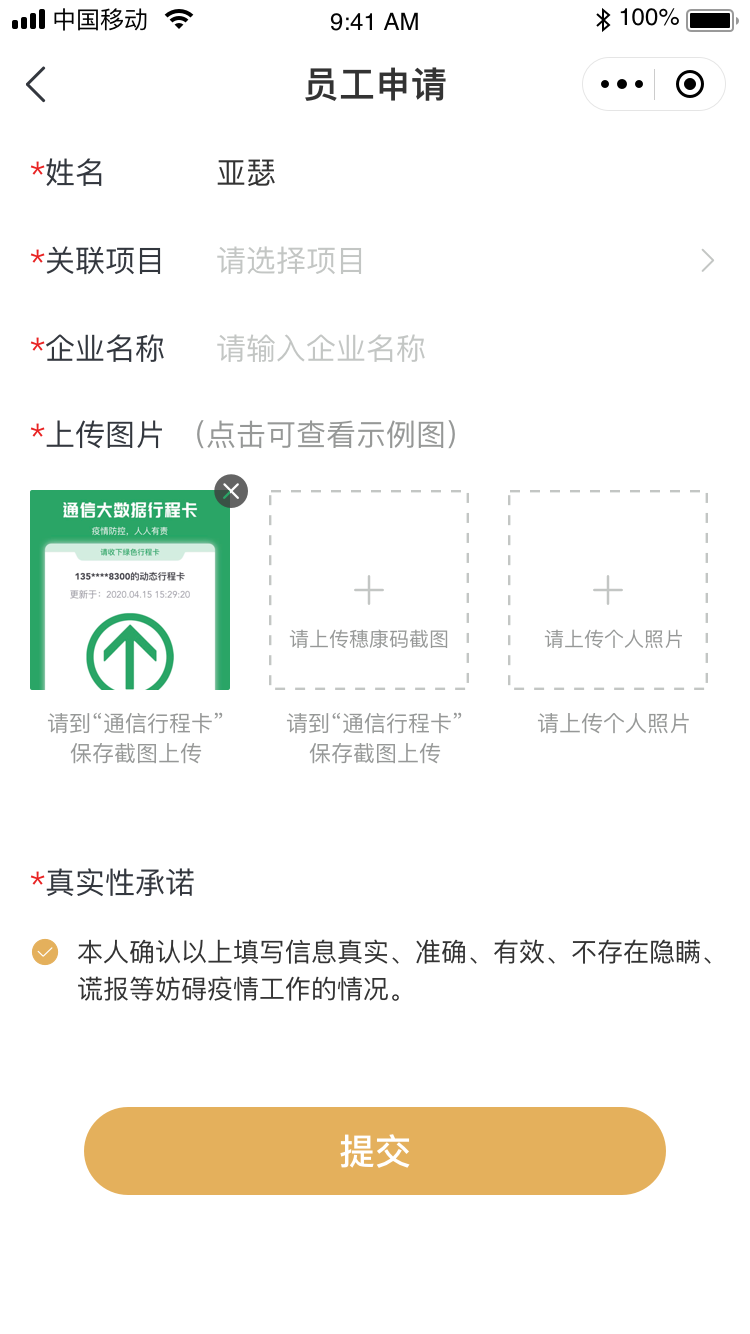 中国移动
9:41 AM
100%
员工申请
*姓名 亚瑟
*关联项目 请选择项目
*企业名称 请输入企业名称
*上传图片 （点击可查看示例图）
通信大数据行程卡
疫情防控，人人有责
请收下绿色行程卡
135****8300的动态行程卡
更新于：2020.04.15 15:29:20
请上传穗康码截图
请上传个人照片
请到“通信行程卡”
保存截图上传
请到“通信行程卡”
保存截图上传
请上传个人照片
*真实性承诺
本人确认以上填写信息真实、准确、有效、不存在隐瞒、
谎报等妨碍疫情工作的情况。
提交